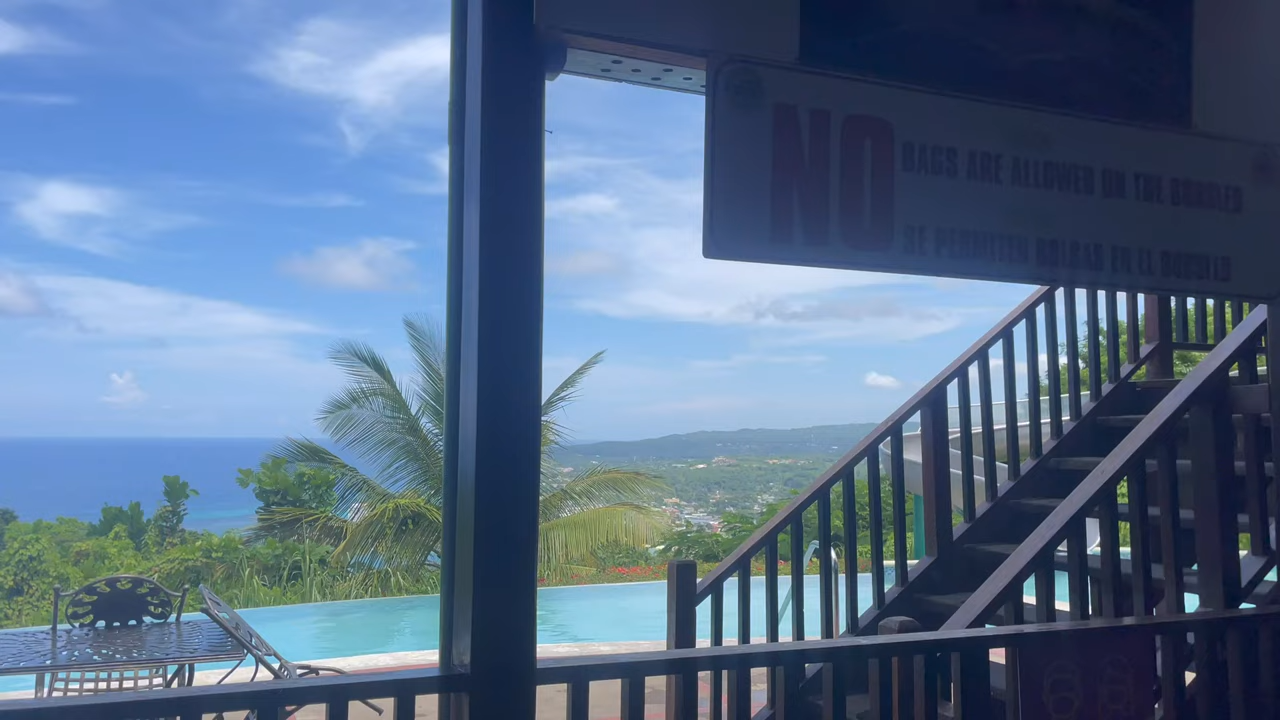 NO
BAGS ARE ALLOWED ON THE BOBSLED
SE PERMITEN BOLSAS EN EL BOBSLED